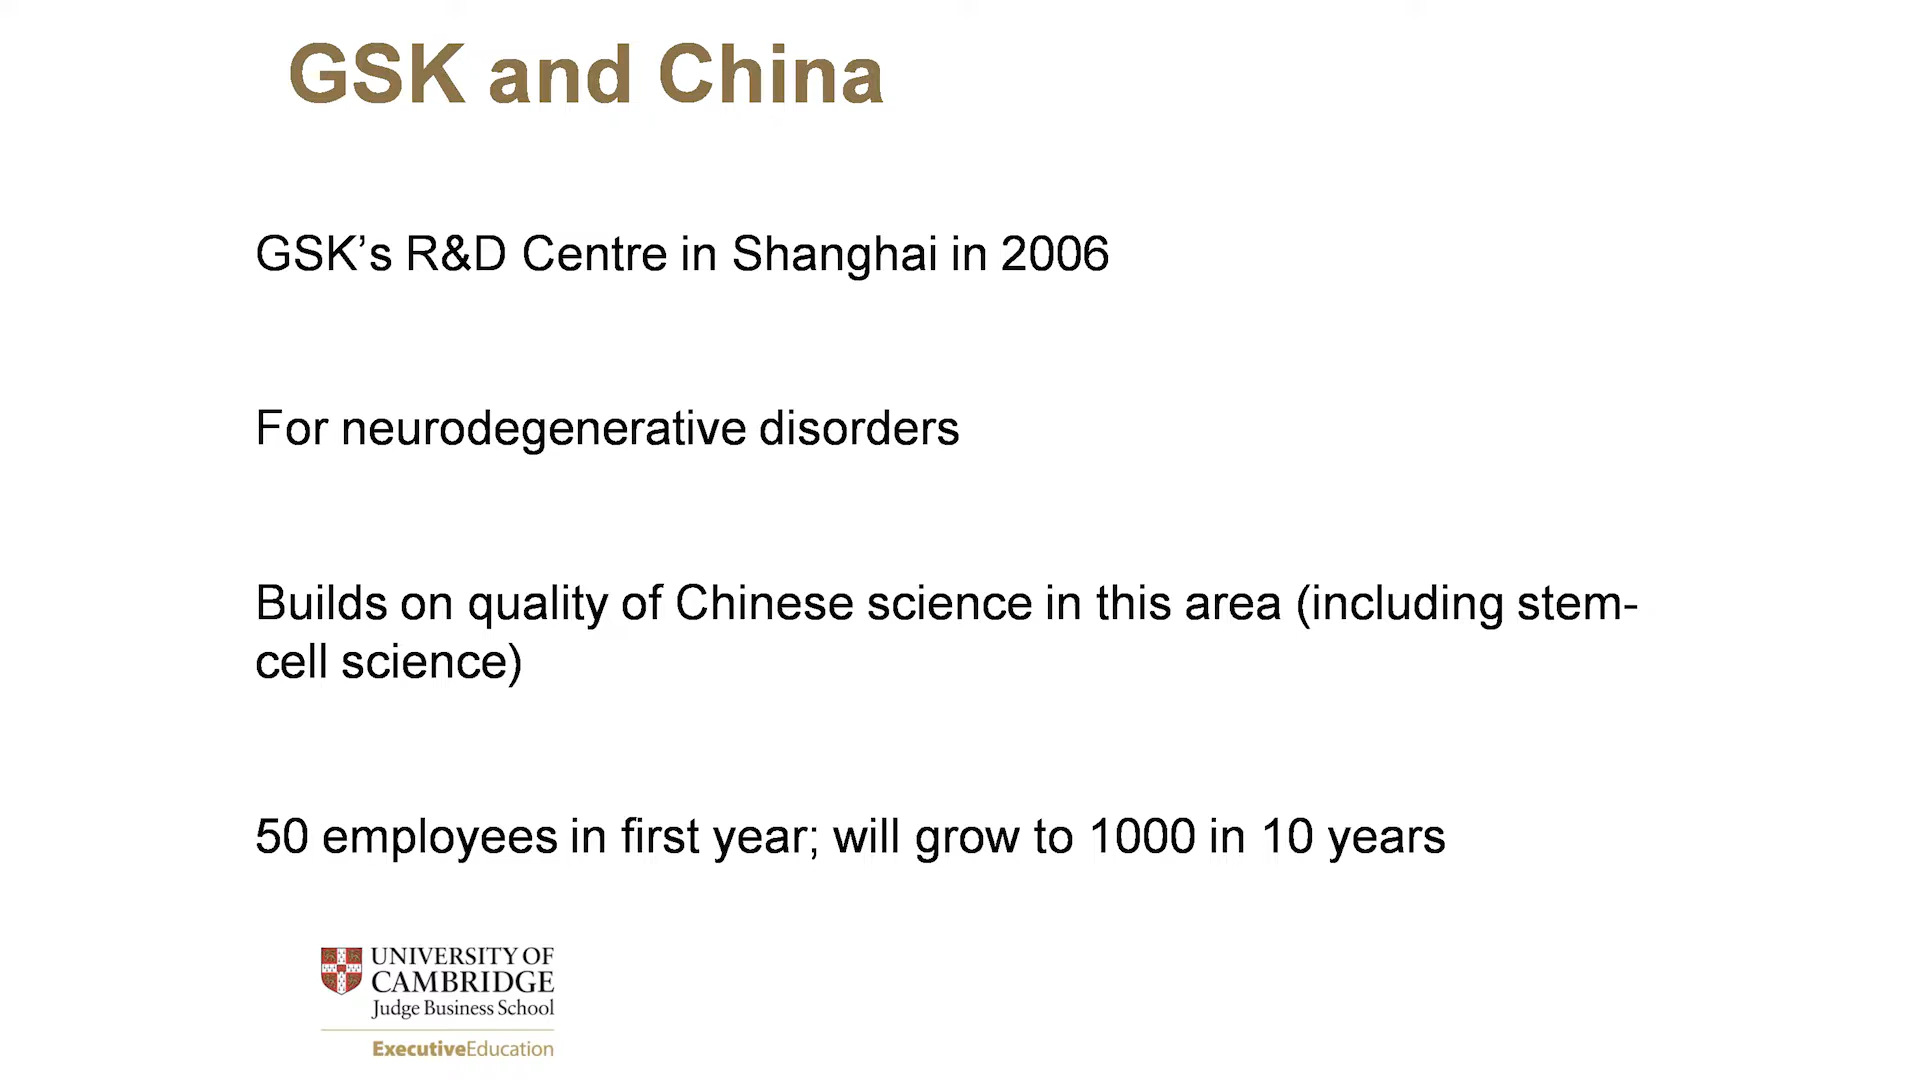 GSK and China
GSK’s R&D Centre in Shanghai in 2006
For neurodegenerative disorders
Builds on quality of Chinese science in this area (including stem-
cell science)
50 employees in first year; will grow to 1000 in 10 years
UNIVERSITY OF
CAMBRIDGE
Judge Business School
ExecutiveEducation